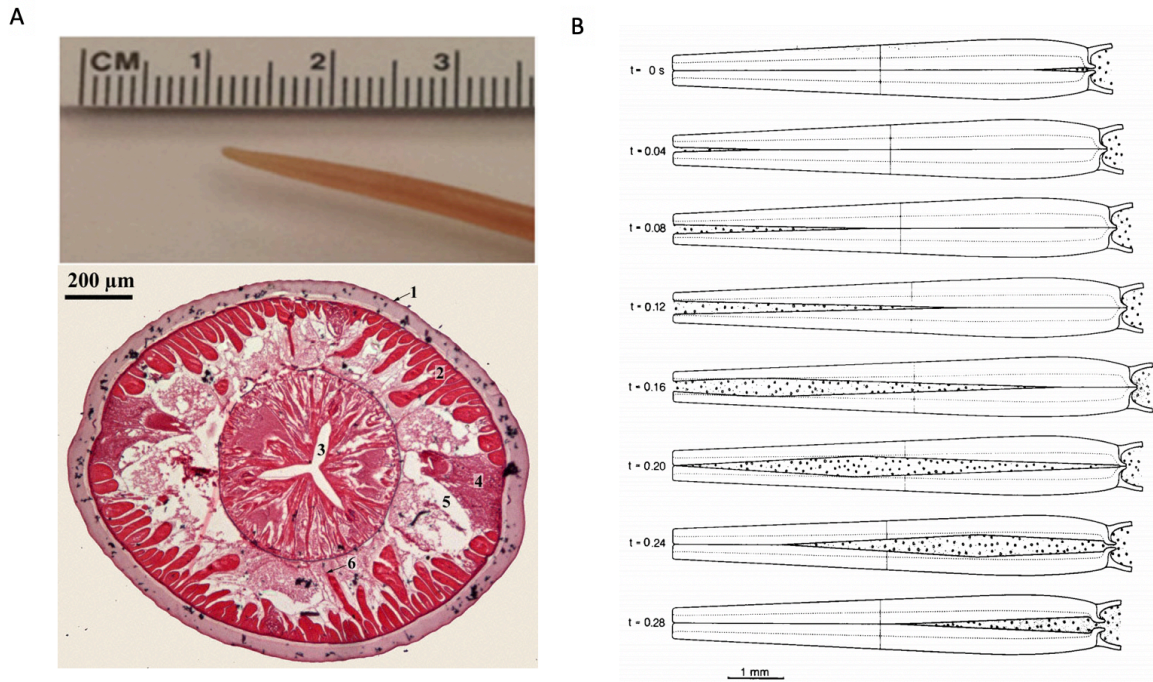 A
CM 1 2 3
200 µm
1
2
3
4
5
6
B
t = 0 s
t = 0.04
t = 0.08
t = 0.12
t = 0.16
t = 0.20
t = 0.24
t = 0.28
1 mm